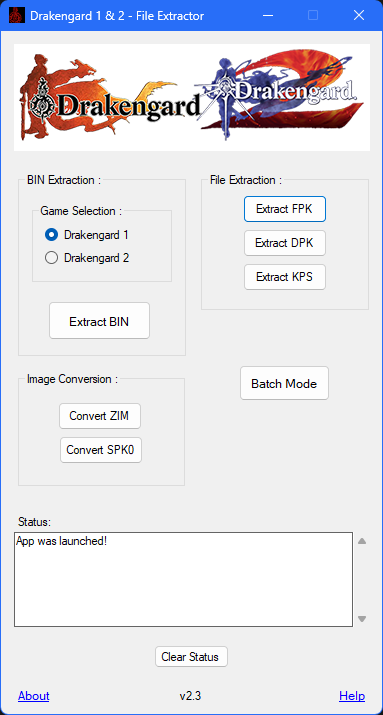 Drakengard 1 & 2 - File Extractor
Drakengard Drakengard
BIN Extraction :
Game Selection :
Drakengard 1
Drakengard 2
Extract BIN
File Extraction :
Extract FPK
Extract DPK
Extract KPS
Image Conversion :
Convert ZIM
Convert SPK0
Batch Mode
Status:
App was launched!
Clear Status
About
v2.3
Help